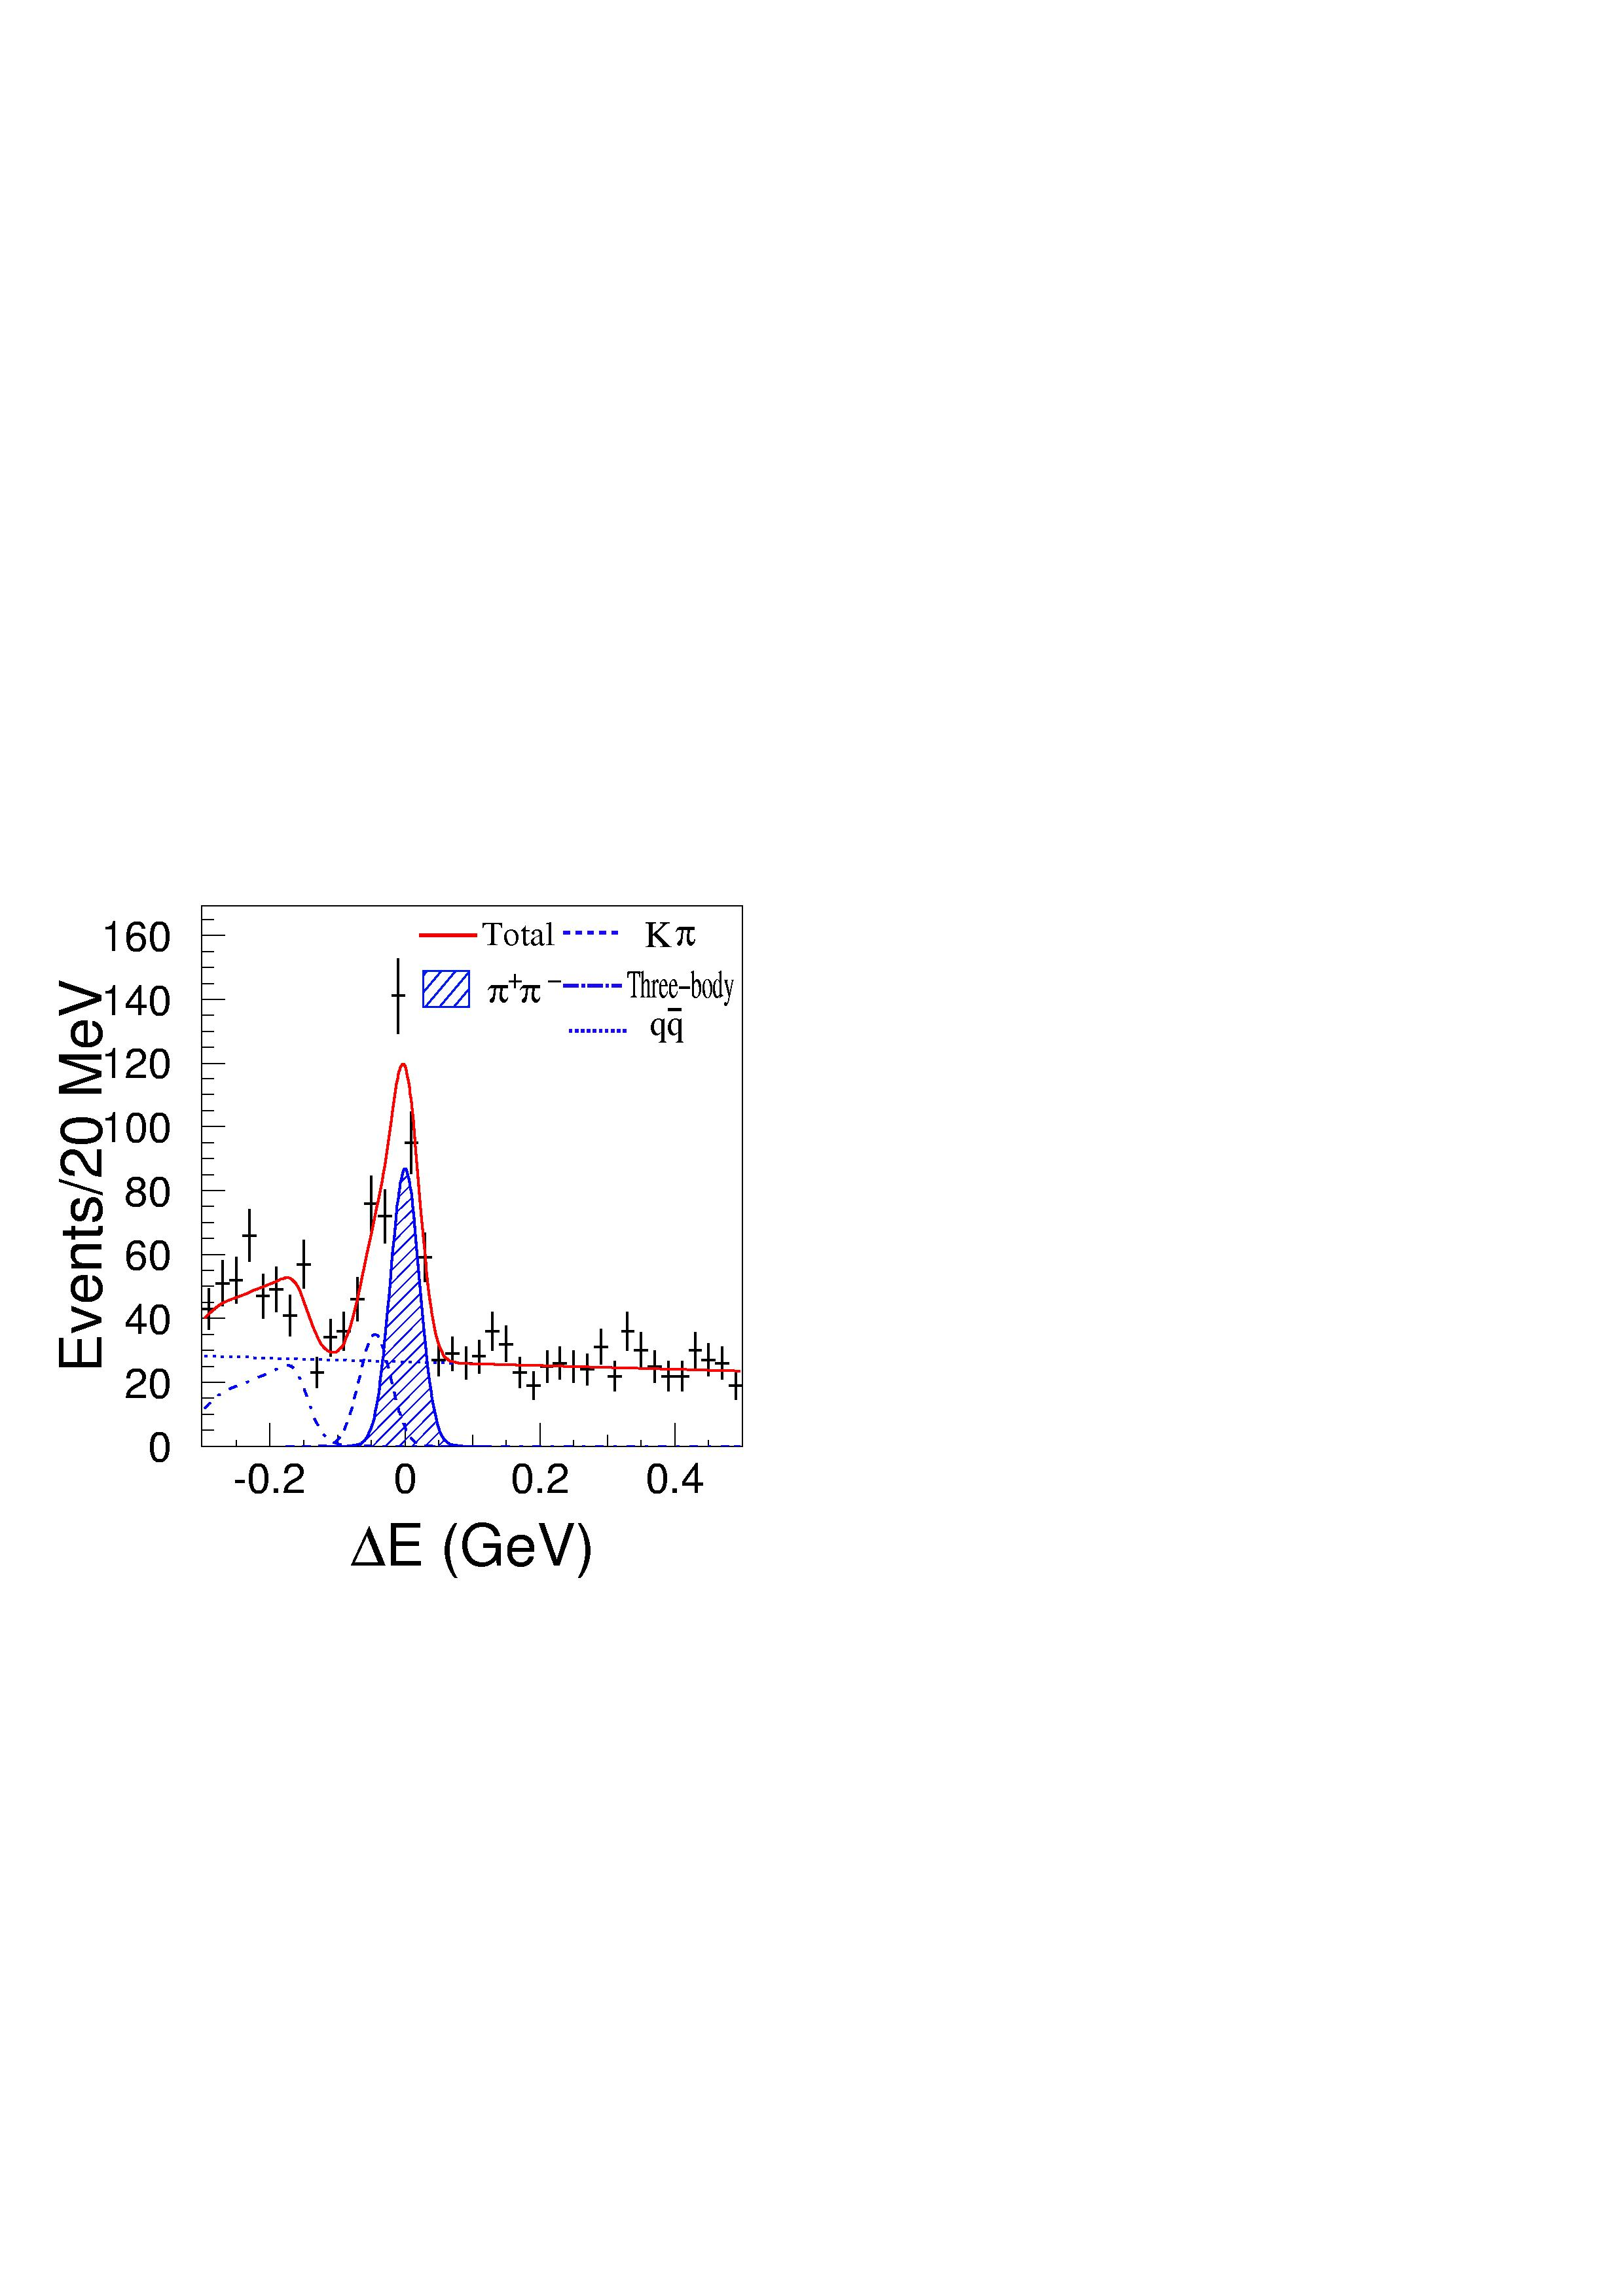 Total
Kπ
π⁺π⁻
Three-body
qq̄
160
140
120
100
80
60
40
20
0
Events/20 MeV
-0.2 0 0.2 0.4
ΔE (GeV)